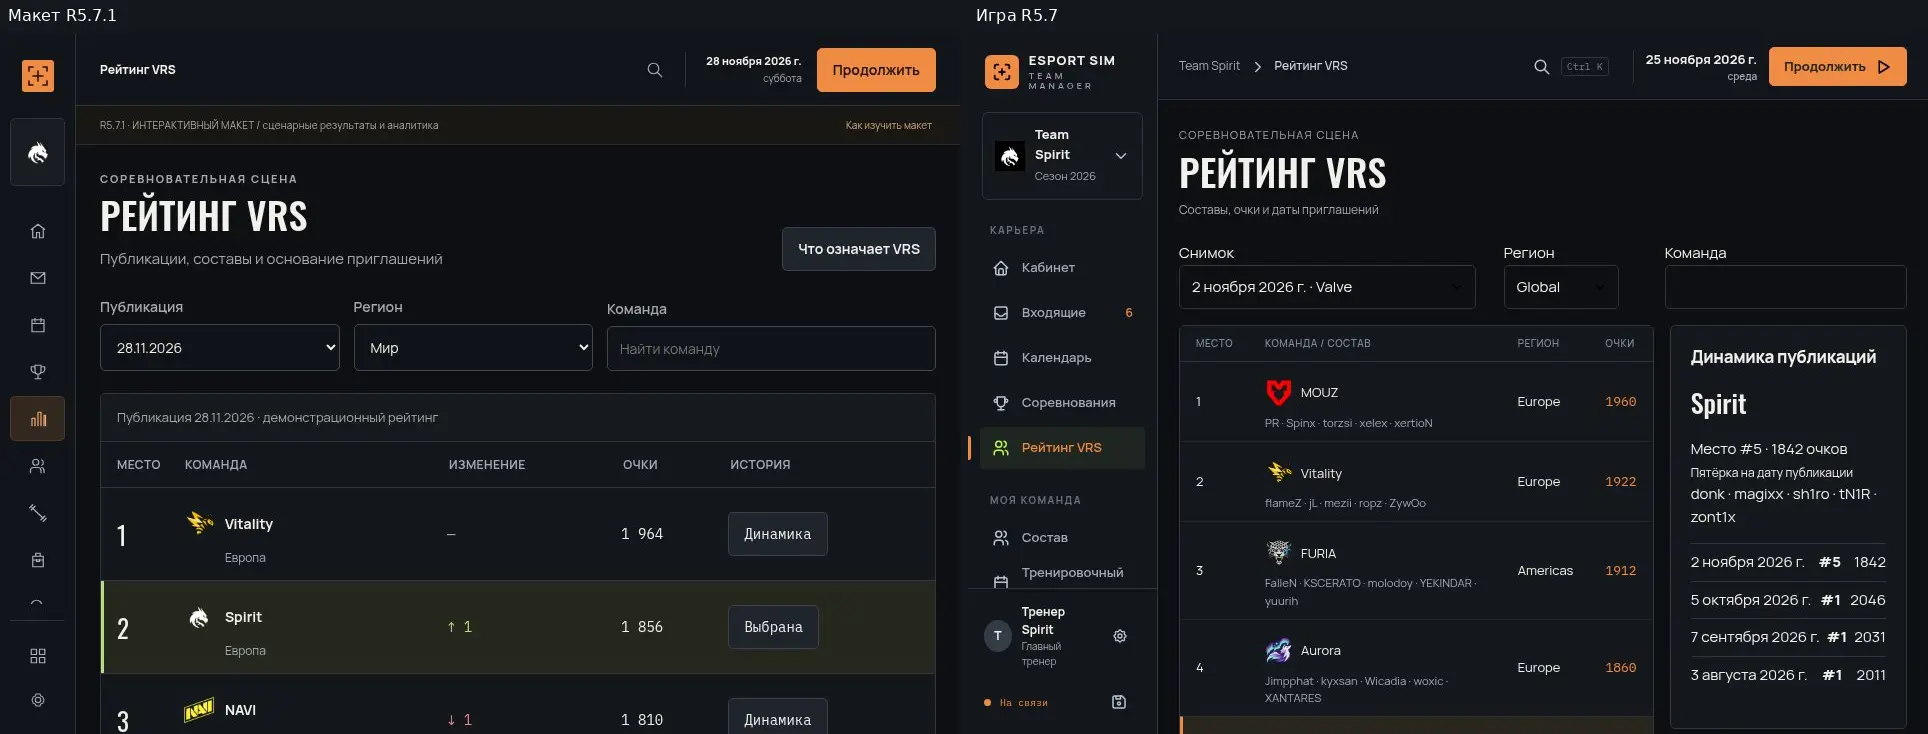 Макет R5.7.1
Рейтинг VRS
28 ноября 2026 г.
суббота
Продолжить
R5.7.1 · ИНТЕРАКТИВНЫЙ МАКЕТ / сценарные результаты и аналитика
Как изучить макет
СОРЕВНОВАТЕЛЬНАЯ СЦЕНА
РЕЙТИНГ VRS
Публикации, составы и основание приглашений
Что означает VRS
Публикация
Регион
Команда
28.11.2026
Мир
Найти команду
Публикация 28.11.2026 · демонстрационный рейтинг
МЕСТО КОМАНДА ИЗМЕНЕНИЕ ОЧКИ ИСТОРИЯ
1 Vitality — 1 964 Динамика
Европа
2 Spirit ↑ 1 1 856 Выбрана
Европа
3 NAVI ↓ 1 1 810 Динамика
Игра R5.7
ESPORT SIM
TEAM
MANAGER
Team
Spirit
Сезон 2026
КАРЬЕРА
Кабинет
Входящие 6
Календарь
Соревнования
Рейтинг VRS
МОЯ КОМАНДА
Состав
Тренировочный
T
Тренер
Spirit
Главный
тренер
На связи
Team Spirit > Рейтинг VRS
Ctrl K
25 ноября 2026 г.
среда
Продолжить
СОРЕВНОВАТЕЛЬНАЯ СЦЕНА
РЕЙТИНГ VRS
Составы, очки и даты приглашений
Снимок
Регион
Команда
2 ноября 2026 г. · Valve
Global
МЕСТО КОМАНДА / СОСТАВ РЕГИОН ОЧКИ
1 MOUZ Europe 1960
PR · Spinx · torzsi · xelex · xertioN
2 Vitality Europe 1922
flameZ · jL · mezii · ropz · ZywOo
3 FURIA Americas 1912
FalleN · KSCERATO · molodoy · YEKINDAR ·
yuurih
4 Aurora Europe 1860
Jimpphat · kyxsan · Wicadia · woxic ·
XANTARES
Динамика публикаций
Spirit
Место #5 · 1842 очков
Пятёрка на дату публикации
donk · magixx · sh1ro · tN1R ·
zont1x
2 ноября 2026 г. #5 1842
5 октября 2026 г. #1 2046
7 сентября 2026 г. #1 2031
3 августа 2026 г. #1 2011